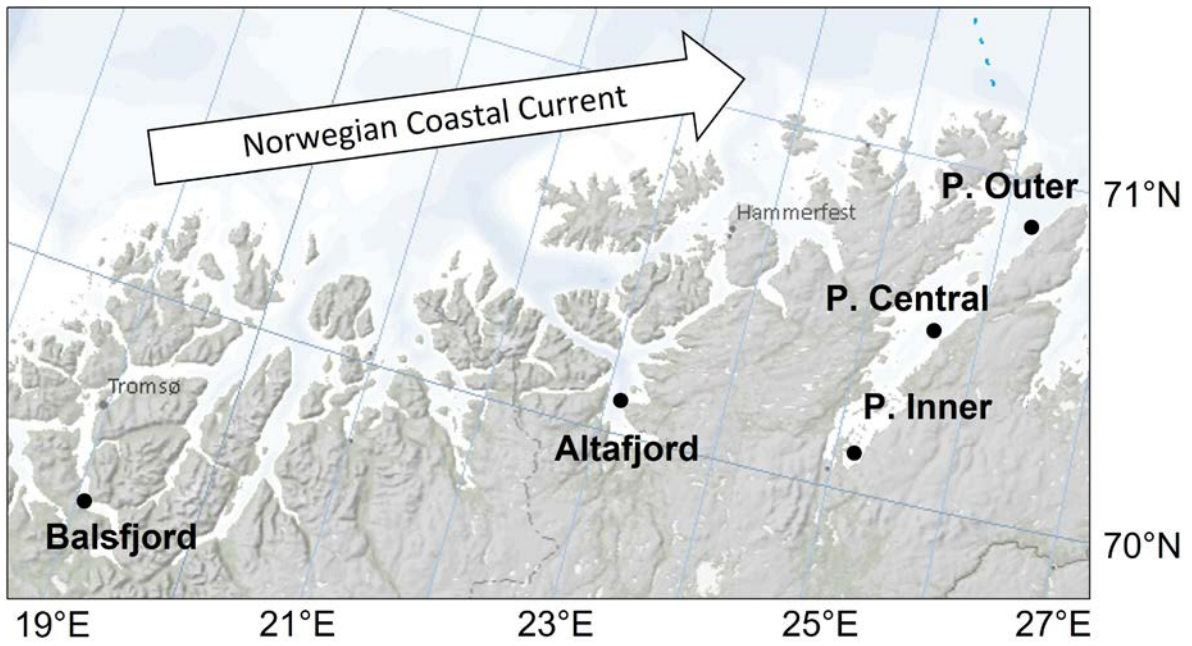 Norwegian Coastal Current
P. Outer
71°N
Hammerfest
P. Central
Tromsø
P. Inner
Altafjord
Balsfjord
70°N
19°E
21°E
23°E
25°E
27°E